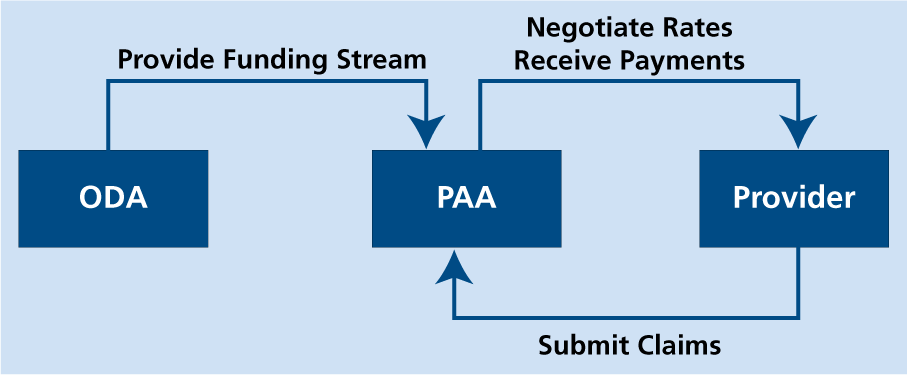 Negotiate Rates
Provide Funding Stream
Receive Payments
ODA
PAA
Provider
Submit Claims